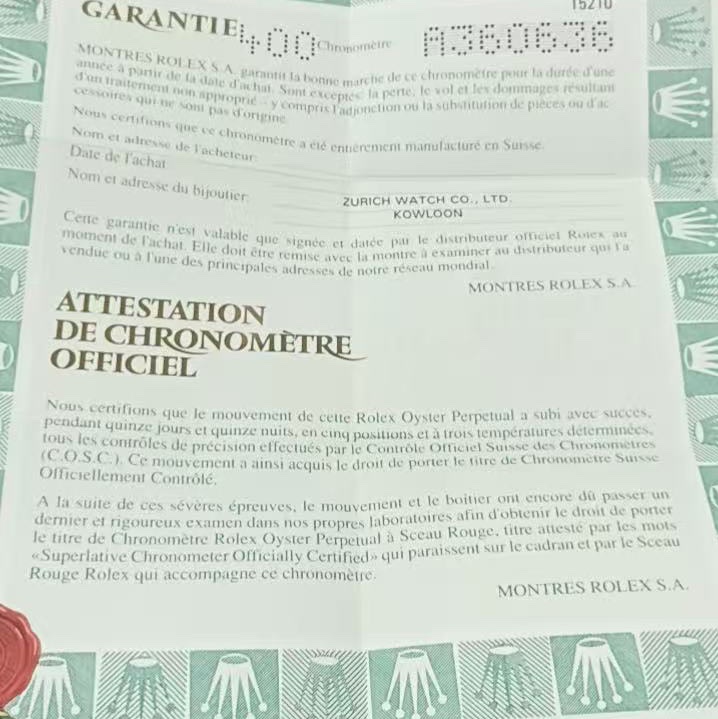 15210
GARANTIE 400 Chronomètre A360636
MONTRES ROLEX S.A. garantit la bonne marche de ce chronomètre pour la durée d'une
année à partir de la date d'achat. Sont exceptés: la perte, le vol et les dommages résultant
d'un traitement non approprié - y compris l'adjonction ou la substitution de pièces ou d'ac-
cessoires qui ne sont pas d'origine.
Nous certifions que ce chronomètre a été entièrement manufacturé en Suisse.
Nom et adresse de l'acheteur:
Date de l'achat
Nom et adresse du bijoutier:
ZURICH WATCH CO., LTD.
KOWLOON
Cette garantie n'est valable que signée et datée par le distributeur officiel Rolex au
moment de l'achat. Elle doit être remise avec la montre à examiner au distributeur qui l'a
vendue ou à l'une des principales adresses de notre réseau mondial.
MONTRES ROLEX S.A.
ATTESTATION
DE CHRONOMÈTRE
OFFICIEL
Nous certifions que le mouvement de cette Rolex Oyster Perpetual a subi avec succès,
pendant quinze jours et quinze nuits, en cinq positions et à trois températures déterminées,
tous les contrôles de précision effectués par le Contrôle Officiel Suisse des Chronomètres
(C.O.S.C.). Ce mouvement a ainsi acquis le droit de porter le titre de Chronomètre Suisse
Officiellement Contrôlé.
A la suite de ces sévères épreuves, le mouvement et le boitier ont encore dû passer un
dernier et rigoureux examen dans nos propres laboratoires afin d'obtenir le droit de porter
le titre de Chronomètre Rolex Oyster Perpetual à Sceau Rouge, titre attesté par les mots
«Superlative Chronometer Officially Certified» qui paraissent sur le cadran et par le Sceau
Rouge Rolex qui accompagne ce chronomètre.
MONTRES ROLEX S.A.